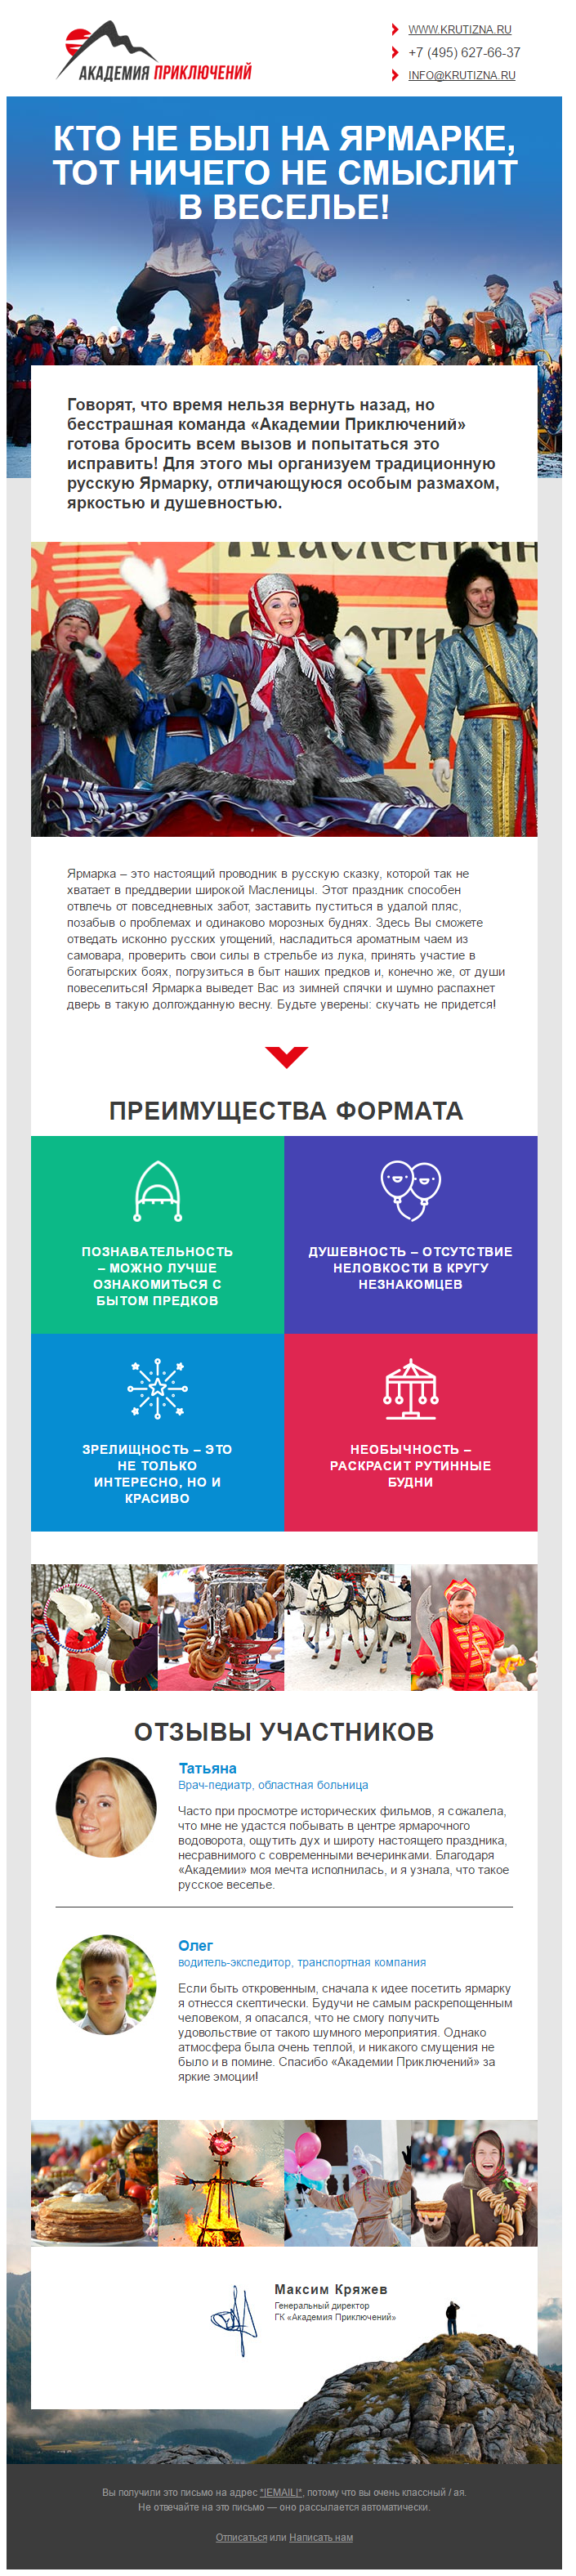 АКАДЕМИЯ ПРИКЛЮЧЕНИЙ
WWW.KRUTIZNA.RU
+7 (495) 627-66-37
INFO@KRUTIZNA.RU
КТО НЕ БЫЛ НА ЯРМАРКЕ,
ТОТ НИЧЕГО НЕ СМЫСЛИТ
В ВЕСЕЛЬЕ!
Говорят, что время нельзя вернуть назад, но
бесстрашная команда «Академии Приключений»
готова бросить всем вызов и попытаться это
исправить! Для этого мы организуем традиционную
русскую Ярмарку, отличающуюся особым размахом,
яркостью и душевностью.
Ярмарка – это настоящий проводник в русскую сказку, которой так не
хватает в преддверии широкой Масленицы. Этот праздник способен
отвлечь от повседневных забот, заставить пуститься в удалой пляс,
позабыв о проблемах и одинаково морозных буднях. Здесь Вы сможете
отведать исконно русских угощений, насладиться ароматным чаем из
самовара, проверить свои силы в стрельбе из лука, принять участие в
богатырских боях, погрузиться в быт наших предков и, конечно же, от души
повеселиться! Ярмарка выведет Вас из зимней спячки и шумно распахнет
дверь в такую долгожданную весну. Будьте уверены: скучать не придется!
ПРЕИМУЩЕСТВА ФОРМАТА
ПОЗНАВАТЕЛЬНОСТЬ
– МОЖНО ЛУЧШЕ
ОЗНАКОМИТЬСЯ С
БЫТОМ ПРЕДКОВ
ДУШЕВНОСТЬ – ОТСУТСТВИЕ
НЕЛОВКОСТИ В КРУГУ
НЕЗНАКОМЦЕВ
ЗРЕЛИЩНОСТЬ – ЭТО
НЕ ТОЛЬКО
ИНТЕРЕСНО, НО И
КРАСИВО
НЕОБЫЧНОСТЬ –
РАСКРАСИТ РУТИННЫЕ
БУДНИ
ОТЗЫВЫ УЧАСТНИКОВ
Татьяна
Врач-педиатр, областная больница
Часто при просмотре исторических фильмов, я сожалела,
что мне не удастся побывать в центре ярмарочного
водоворота, ощутить дух и широту настоящего праздника,
несравнимого с современными вечеринками. Благодаря
«Академии» моя мечта исполнилась, и я узнала, что такое
русское веселье.
Олег
водитель-экспедитор, транспортная компания
Если быть откровенным, сначала к идее посетить ярмарку
я отнесся скептически. Будучи не самым раскрепощенным
человеком, я опасался, что не смогу получить
удовольствие от такого шумного мероприятия. Однако
атмосфера была очень теплой, и никакого смущения не
было и в помине. Спасибо «Академии Приключений» за
яркие эмоции!
Максим Кряжев
Генеральный директор
ГК «Академия Приключений»
Вы получили это письмо на адрес *|EMAIL|*, потому что вы очень классный / ая.
Не отвечайте на это письмо — оно рассылается автоматически.
Отписаться или Написать нам